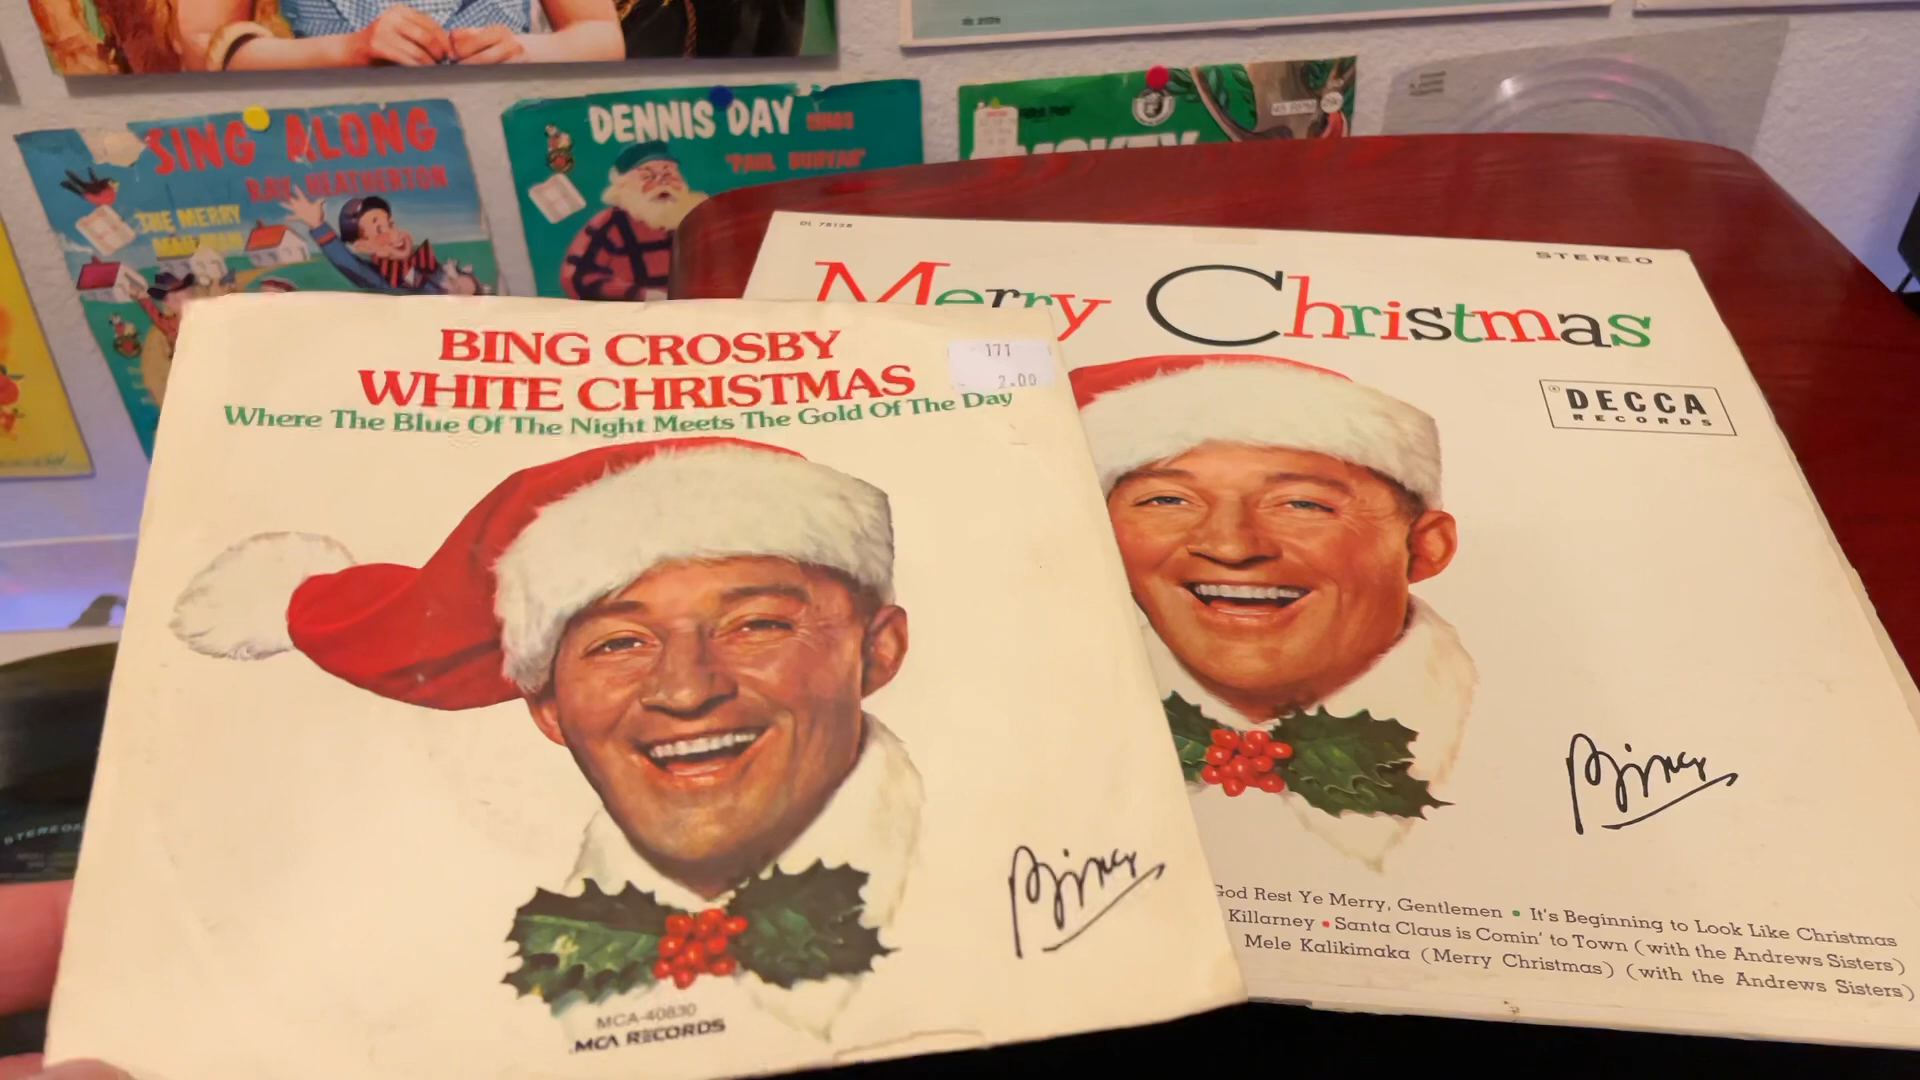 SING ALONG
RAY HEATHERTON
THE MERRY
MAILMAN
DENNIS DAY SINGS
"PAUL BUNYAN"
DL 78128
STEREO
Merry Christmas
DECCA
RECORDS
BING CROSBY
WHITE CHRISTMAS
Where The Blue Of The Night Meets The Gold Of The Day
171
2.00
Bing
Bing
God Rest Ye Merry, Gentlemen • It's Beginning to Look Like Christmas
Killarney • Santa Claus is Comin' to Town (with the Andrews Sisters)
Mele Kalikimaka (Merry Christmas) (with the Andrews Sisters)
MCA-40830
MCA RECORDS